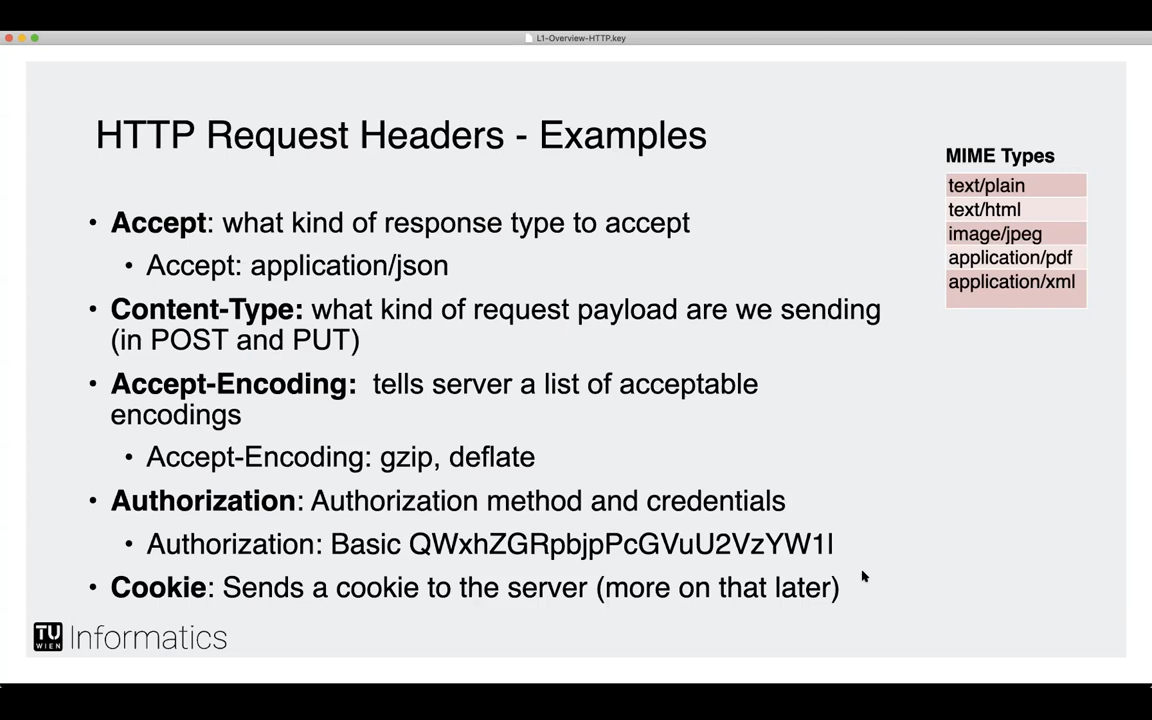 L1-Overview-HTTP.key
HTTP Request Headers - Examples
MIME Types
text/plain
text/html
image/jpeg
application/pdf
application/xml
• Accept: what kind of response type to accept
• Accept: application/json
• Content-Type: what kind of request payload are we sending
(in POST and PUT)
• Accept-Encoding: tells server a list of acceptable
encodings
• Accept-Encoding: gzip, deflate
• Authorization: Authorization method and credentials
• Authorization: Basic QWxhZGRpbjpPcGVuU2VzYW1l
• Cookie: Sends a cookie to the server (more on that later)
TU
WIEN
Informatics